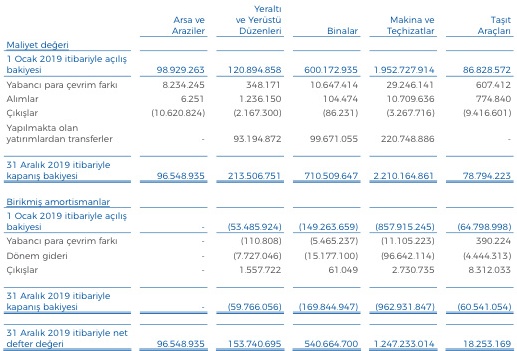 Arsa ve Araziler	Yeraltı ve Yerüstü Düzenleri	Binalar	Makina ve Teçhizatlar	Taşıt Araçları
Maliyet değeri
1 Ocak 2019 itibariyle açılış
bakiyesi	98.929.263	120.894.858	600.172.935	1.952.727.914	86.828.572
Yabancı para çevrim farkı	8.234.245	348.171	10.647.414	29.246.141	607.412
Alımlar	6.251	1.236.150	104.474	10.709.636	774.840
Çıkışlar	(10.620.824)	(2.167.300)	(86.231)	(3.267.716)	(9.416.601)
Yapılmakta olan
yatırımlardan transferler	-	93.194.872	99.671.055	220.748.886	-
31 Aralık 2019 itibariyle
kapanış bakiyesi	96.548.935	213.506.751	710.509.647	2.210.164.861	78.794.223
Birikmiş amortismanlar
1 Ocak 2019 itibariyle açılış
bakiyesi	-	(53.485.924)	(149.263.659)	(857.915.245)	(64.798.998)
Yabancı para çevrim farkı	-	(110.808)	(5.465.237)	(11.105.223)	390.224
Dönem gideri	-	(7.727.046)	(15.177.100)	(96.642.114)	(4.444.313)
Çıkışlar	-	1.557.722	61.049	2.730.735	8.312.033
31 Aralık 2019 itibariyle
kapanış bakiyesi	-	(59.766.056)	(169.844.947)	(962.931.847)	(60.541.054)
31 Aralık 2019 itibariyle net
defter değeri	96.548.935	153.740.695	540.664.700	1.247.233.014	18.253.169